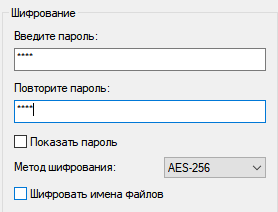 Шифрование
Введите пароль:
****
Повторите пароль:
****
Показать пароль
Метод шифрования: AES-256
Шифровать имена файлов